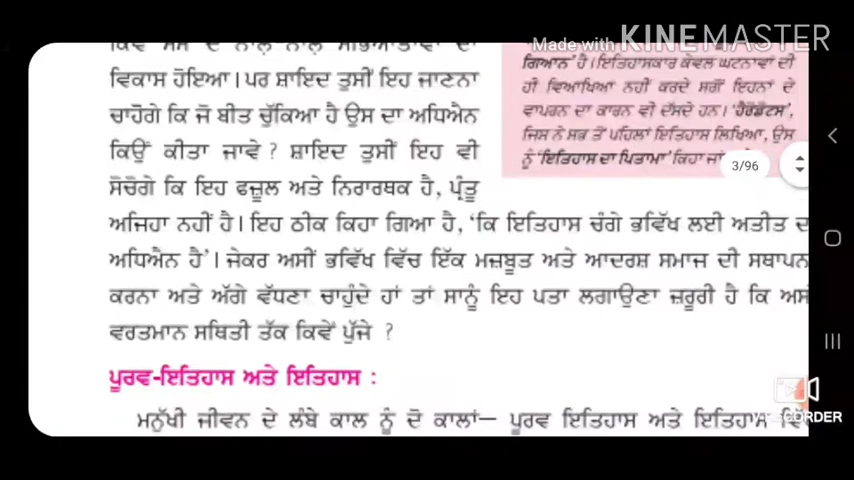 Made with KINEMASTER
ਵਿਕਾਸ ਹੋਇਆ। ਪਰ ਸ਼ਾਇਦ ਤੁਸੀਂ ਇਹ ਜਾਣਨਾ
ਚਾਹੋਗੇ ਕਿ ਜੋ ਬੀਤ ਚੁੱਕਿਆ ਹੈ ਉਸ ਦਾ ਅਧਿਐਨ
ਕਿਉਂ ਕੀਤਾ ਜਾਵੇ ? ਸ਼ਾਇਦ ਤੁਸੀਂ ਇਹ ਵੀ
ਸੋਚੋਗੇ ਕਿ ਇਹ ਫਜ਼ੂਲ ਅਤੇ ਨਿਰਾਰਥਕ ਹੈ, ਪ੍ਰੰਤੂ
ਅਜਿਹਾ ਨਹੀਂ ਹੈ। ਇਹ ਠੀਕ ਕਿਹਾ ਗਿਆ ਹੈ, ‘ਕਿ ਇਤਿਹਾਸ ਚੰਗੇ ਭਵਿੱਖ ਲਈ ਅਤੀਤ
ਅਧਿਐਨ ਹੈ’। ਜੇਕਰ ਅਸੀਂ ਭਵਿੱਖ ਵਿੱਚ ਇੱਕ ਮਜ਼ਬੂਤ ਅਤੇ ਆਦਰਸ਼ ਸਮਾਜ ਦੀ ਸਥਾਪਨ
ਕਰਨਾ ਅਤੇ ਅੱਗੇ ਵੱਧਣਾ ਚਾਹੁੰਦੇ ਹਾਂ ਤਾਂ ਸਾਨੂੰ ਇਹ ਪਤਾ ਲਗਾਉਣਾ ਜ਼ਰੂਰੀ ਹੈ ਕਿ
ਵਰਤਮਾਨ ਸਥਿਤੀ ਤੱਕ ਕਿਵੇਂ ਪੁੱਜੇ ?
ਗਿਆਨ’ ਹੈ। ਇਤਿਹਾਸਕਾਰ ਕੇਵਲ ਘਟਨਾਵਾਂ ਦੀ
ਹੀ ਵਿਆਖਿਆ ਨਹੀਂ ਕਰਦੇ ਸਗੋਂ ਇਹਨਾਂ ਦੇ
ਵਾਪਰਨ ਦਾ ਕਾਰਨ ਵੀ ਦੱਸਦੇ ਹਨ। ‘ਹੈਰੋਡੋਟਸ’,
ਜਿਸ ਨੇ ਸਭ ਤੋਂ ਪਹਿਲਾਂ ਇਤਿਹਾਸ ਲਿਖਿਆ, ਉਸ
ਨੂੰ ‘ਇਤਿਹਾਸ ਦਾ ਪਿਤਾਮਾ’ ਕਿਹਾ
3/96
ਪੂਰਵ-ਇਤਿਹਾਸ ਅਤੇ ਇਤਿਹਾਸ :
ਮਨੁੱਖੀ ਜੀਵਨ ਦੇ ਲੰਬੇ ਕਾਲ ਨੂੰ ਦੋ ਕਾਲਾਂ— ਪੂਰਵ ਇਤਿਹਾਸ ਅਤੇ ਇਤਿਹਾਸ